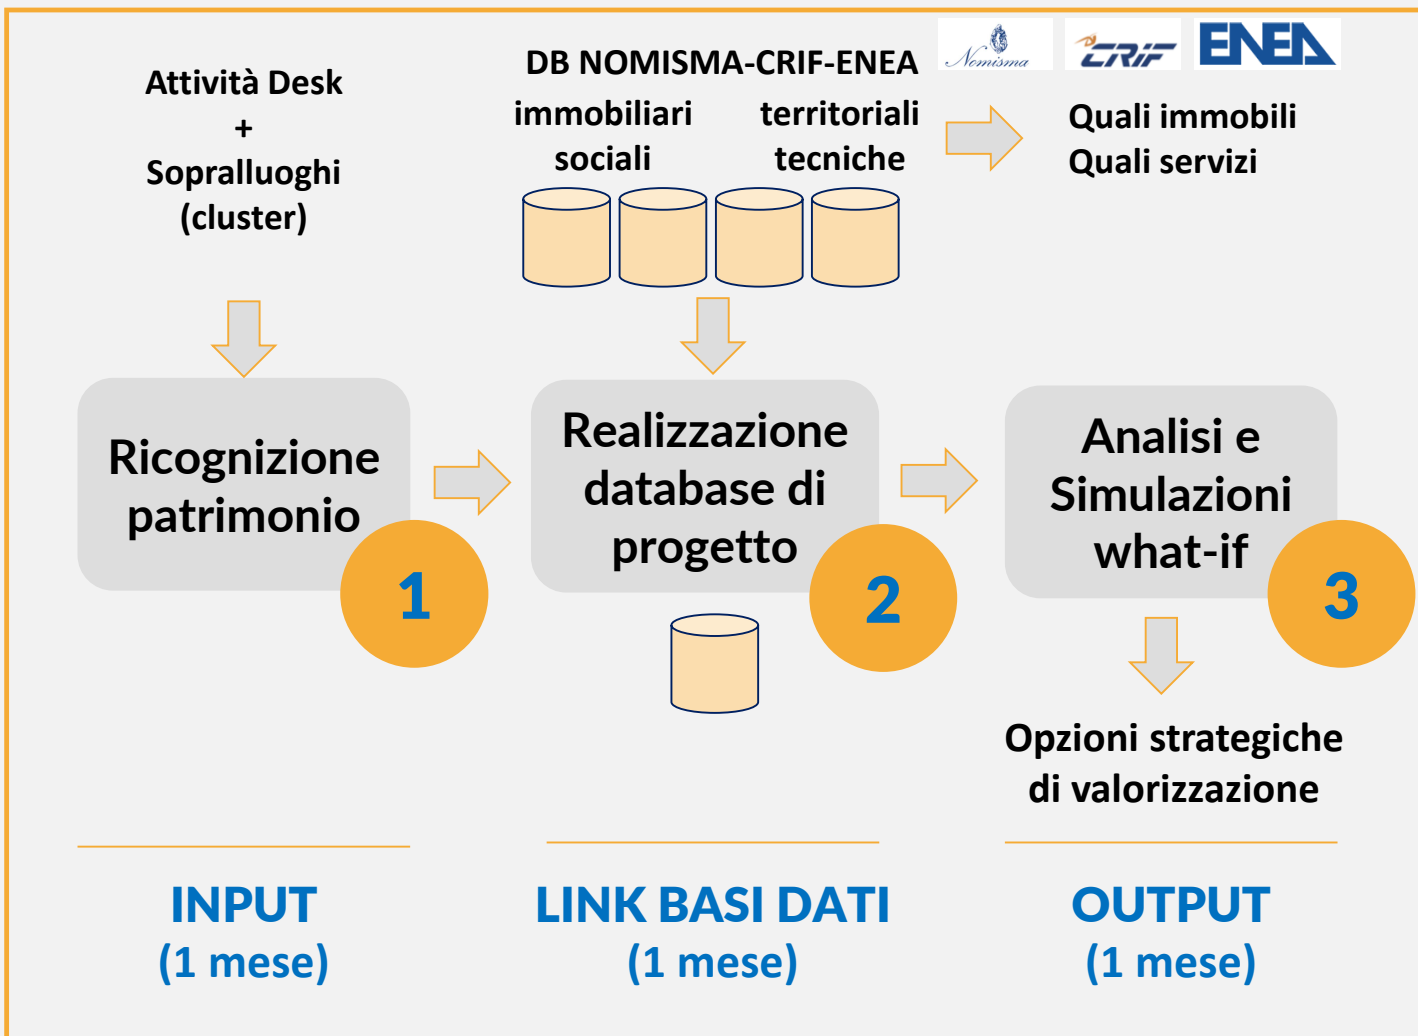 Attività Desk
+
Sopralluoghi
(cluster)
DB NOMISMA-CRIF-ENEA
immobiliari territoriali
sociali tecniche
Nomisma
CRIF
ENEA
Quali immobili
Quali servizi
Ricognizione
patrimonio
1
Realizzazione
database di
progetto
2
Analisi e
Simulazioni
what-if
3
Opzioni strategiche
di valorizzazione
INPUT
(1 mese)
LINK BASI DATI
(1 mese)
OUTPUT
(1 mese)